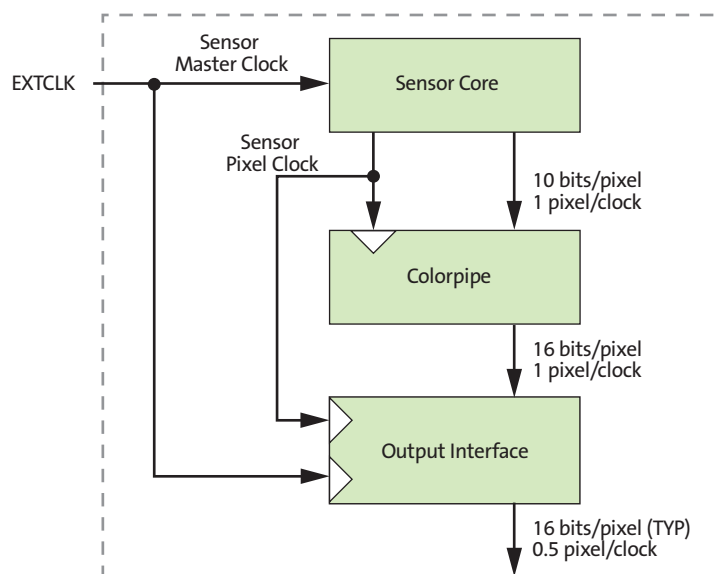 Sensor
Master Clock
EXTCLK
Sensor Core
Sensor
Pixel Clock
10 bits/pixel
1 pixel/clock
Colorpipe
16 bits/pixel
1 pixel/clock
Output Interface
16 bits/pixel (TYP)
0.5 pixel/clock